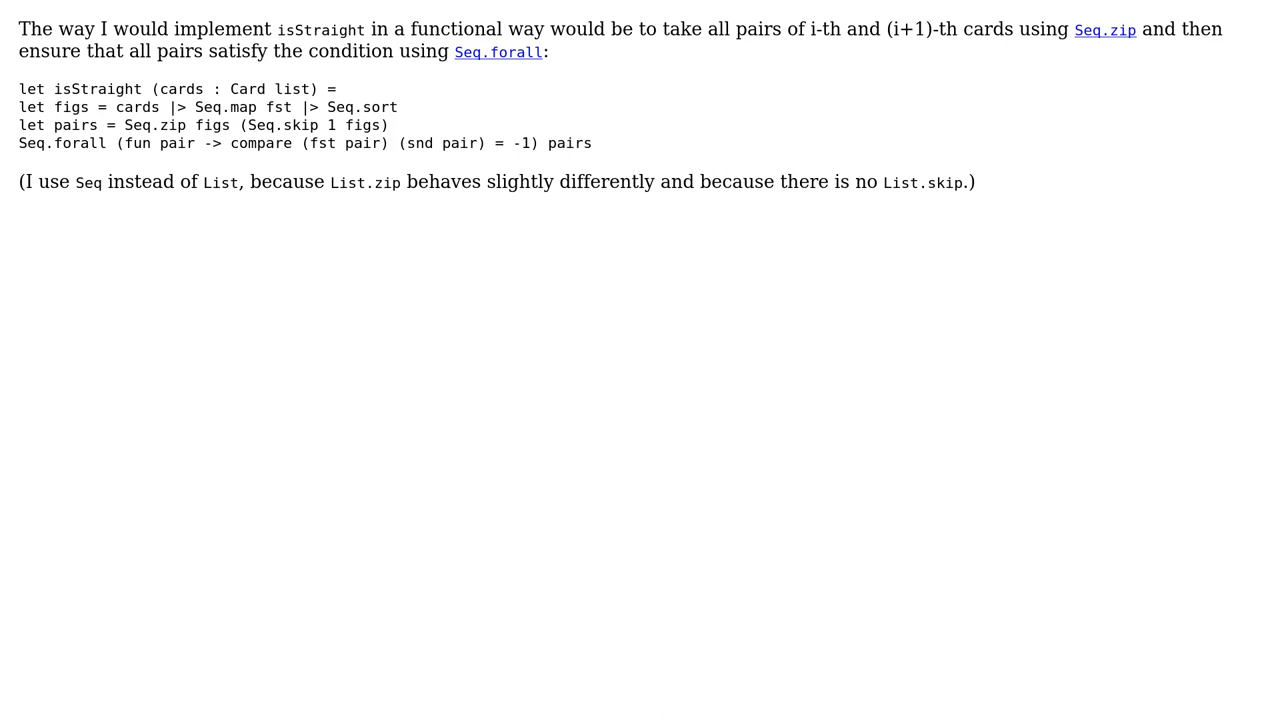 The way I would implement isStraight in a functional way would be to take all pairs of i-th and (i+1)-th cards using Seq.zip and then
ensure that all pairs satisfy the condition using Seq.forall:
let isStraight (cards : Card list) =
let figs = cards |> Seq.map fst |> Seq.sort
let pairs = Seq.zip figs (Seq.skip 1 figs)
Seq.forall (fun pair -> compare (fst pair) (snd pair) = -1) pairs
(I use Seq instead of List, because List.zip behaves slightly differently and because there is no List.skip.)